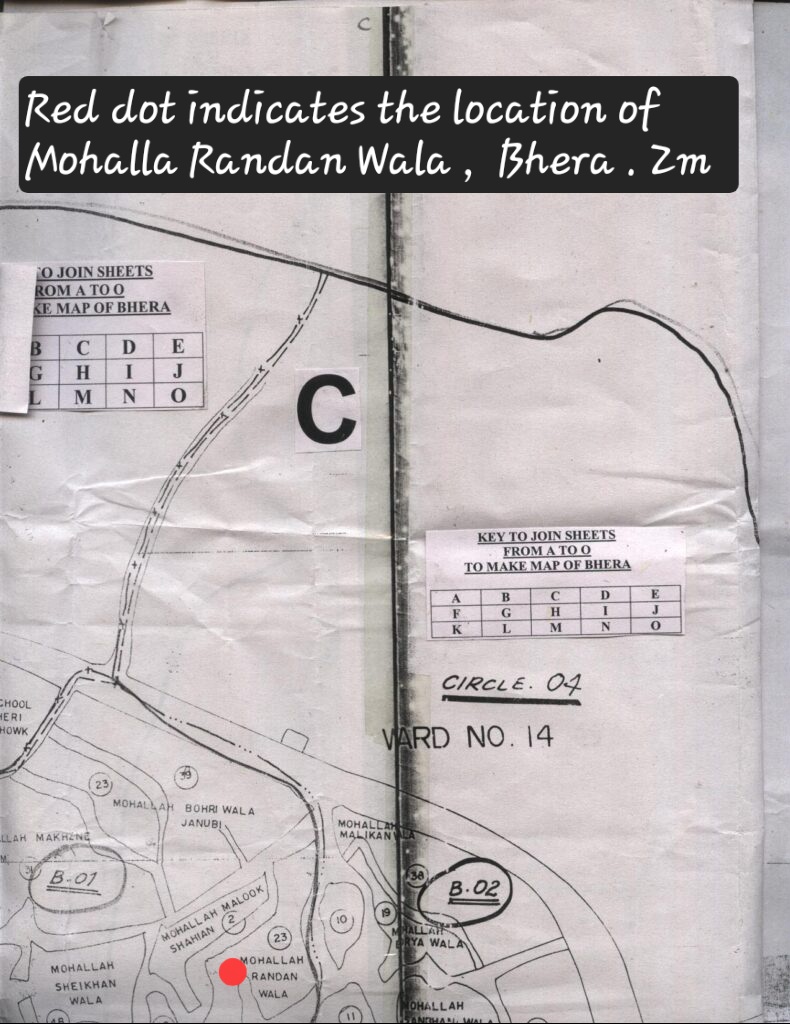 C
Red dot indicates the location of
Mohalla Randan Wala , Bhera . Zm
TO JOIN SHEETS
FROM A TO O
KE MAP OF BHERA
B C D E
G H I J
L M N O
C
KEY TO JOIN SHEETS
FROM A TO O
TO MAKE MAP OF BHERA
A B C D E
F G H I J
K L M N O
CIRCLE. 04
WARD NO. 14
CHOOL
HERI
HOWK
23
MOHALLAH BOHRI WALA
JANUBI
LLAH MAKHZNE
B.01
MOHALLAH
MALIKAN WALA
38
B.02
MOHALLAH MALOOK
SHAHIAN
2
10
19
23
MOHALLAH
RANDAN
WALA
MOHALLAH
SHEIKHAN
WALA
WALA
11
MOHALLAH